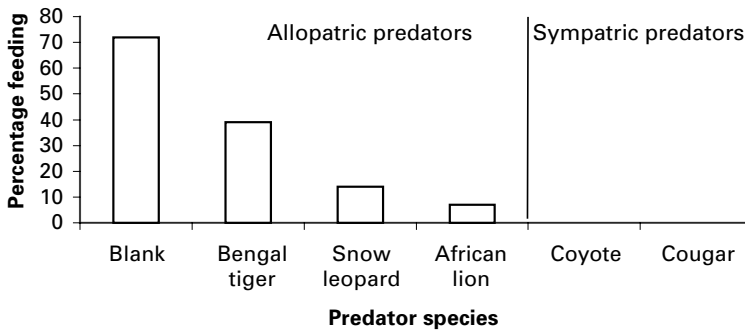 Percentage feeding
80
70
60
50
40
30
20
10
0
Allopatric predators
Sympatric predators
Blank
Bengal
tiger
Snow
leopard
African
lion
Coyote
Cougar
Predator species